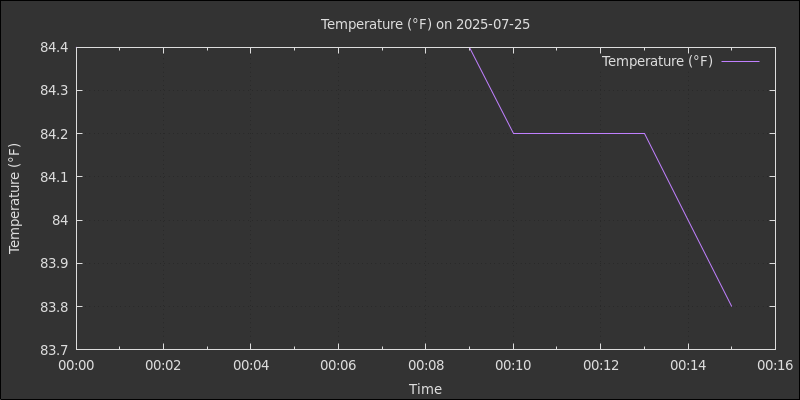 Temperature (°F) on 2025-07-25
Temperature (°F)
84.4
84.3
84.2
84.1
84
83.9
83.8
83.7
Temperature (°F)
00:00 00:02 00:04 00:06 00:08 00:10 00:12 00:14 00:16
Time